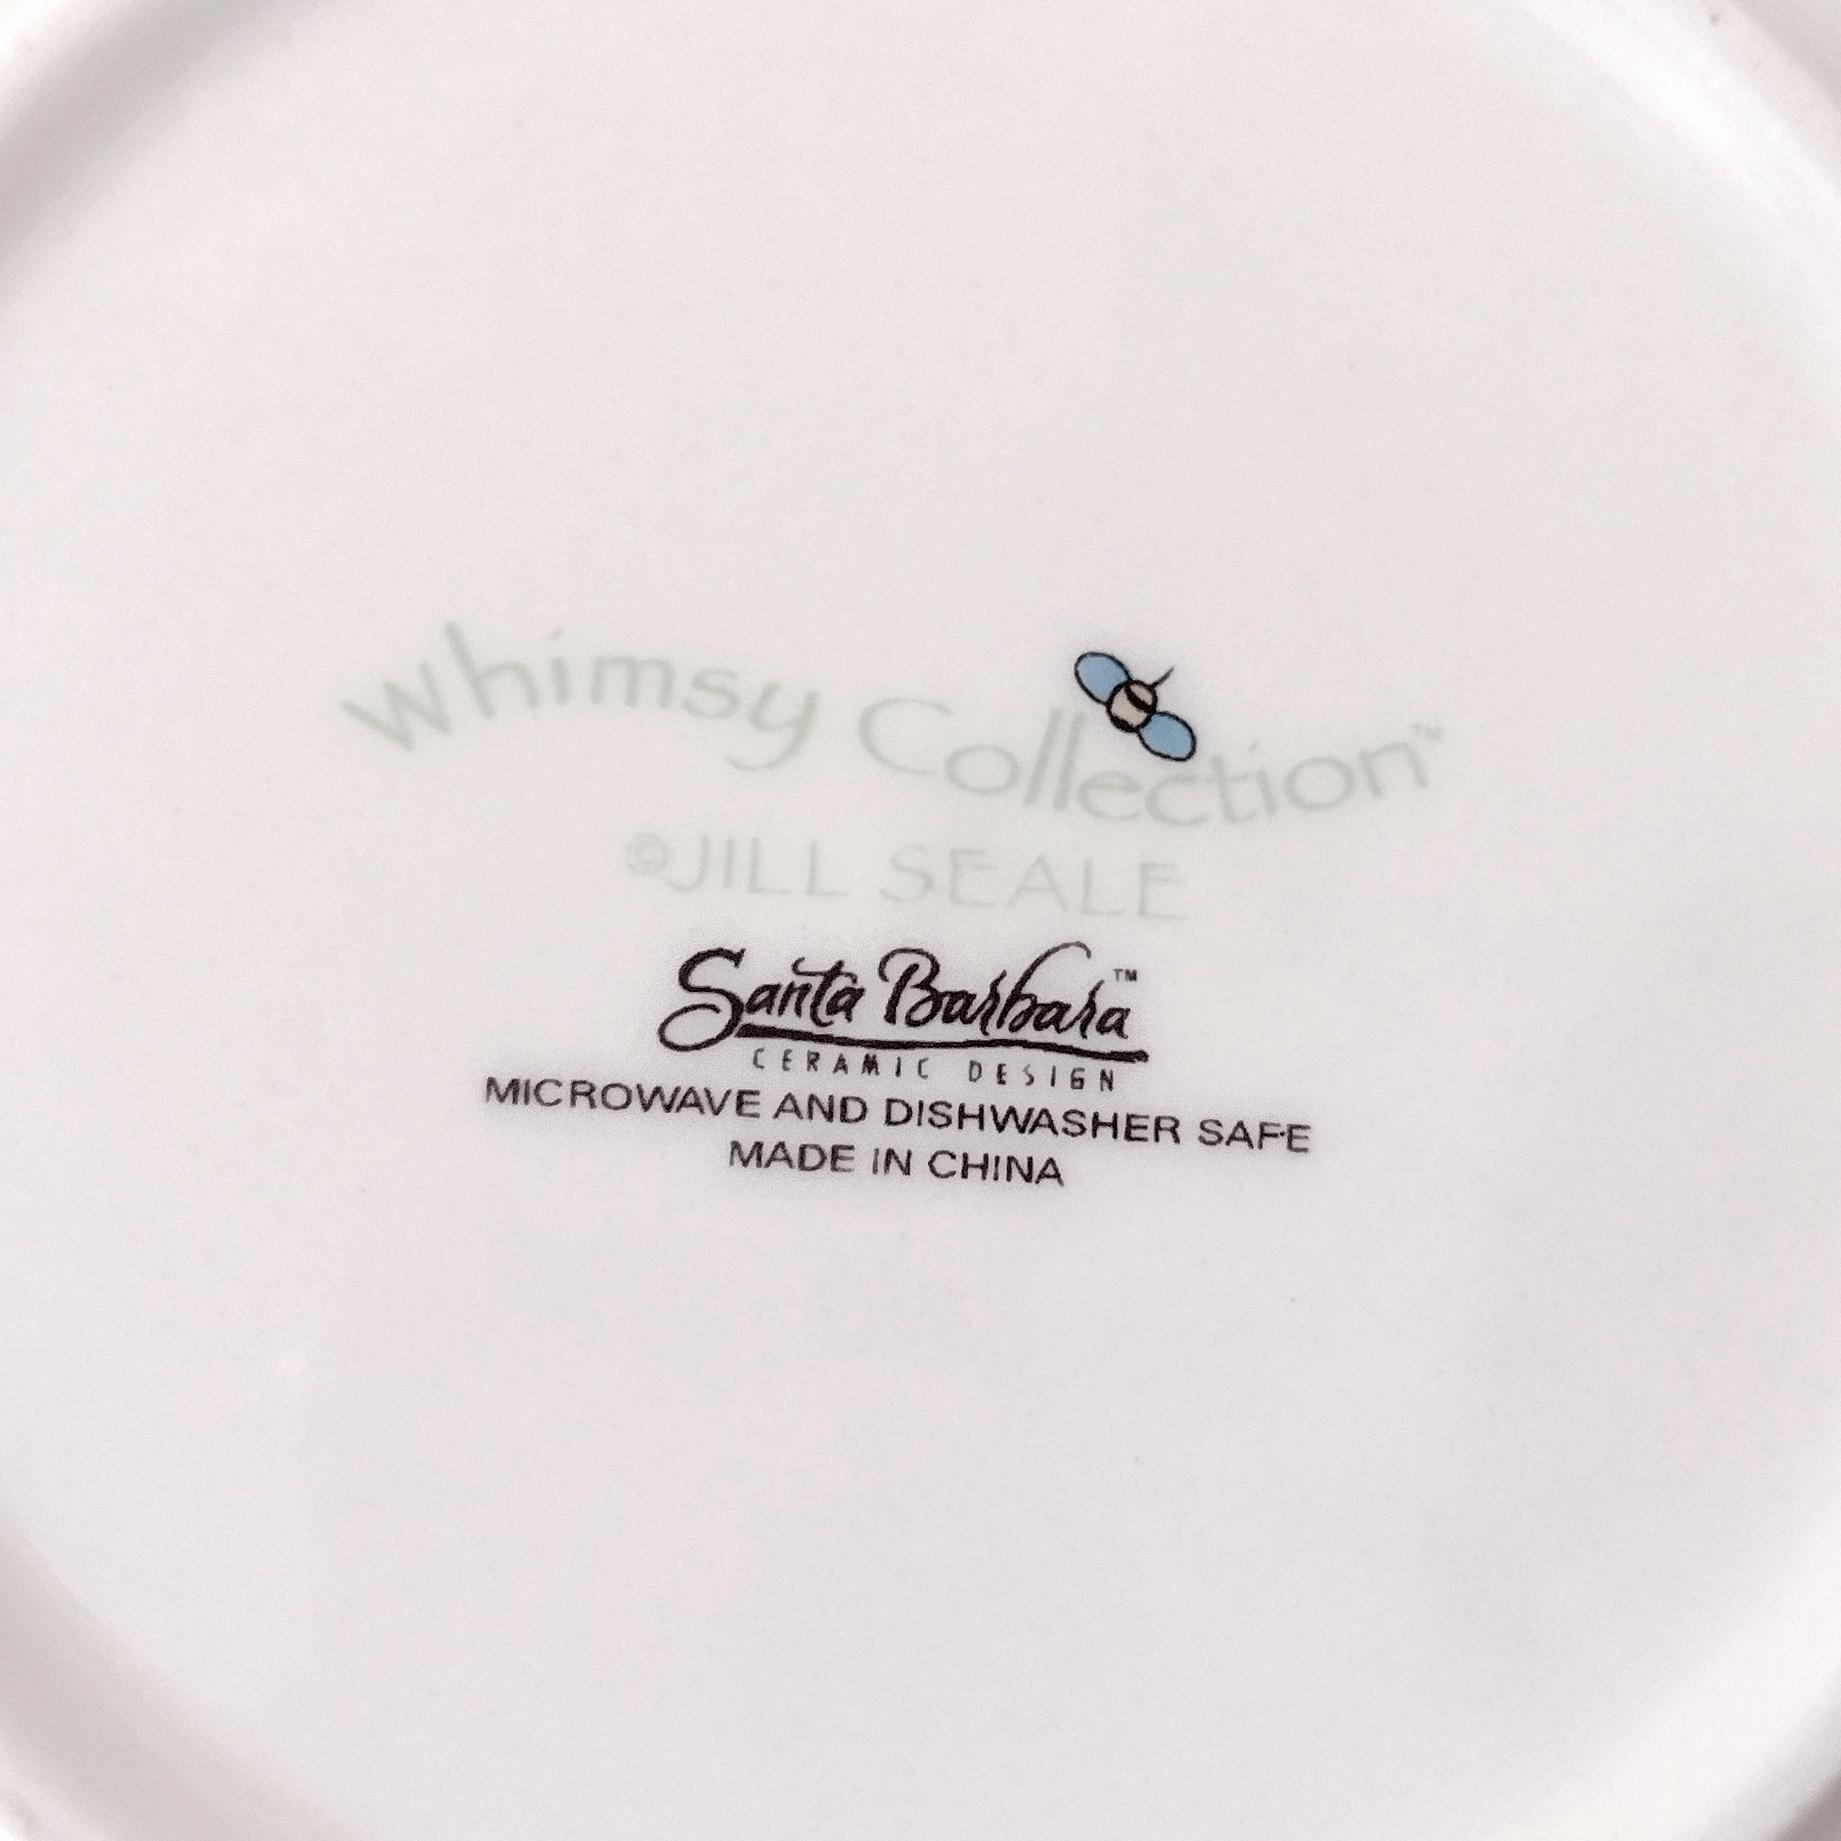 Whimsy Collection™
©JILL SEALE
Santa Barbara™
CERAMIC DESIGN
MICROWAVE AND DISHWASHER SAFE
MADE IN CHINA